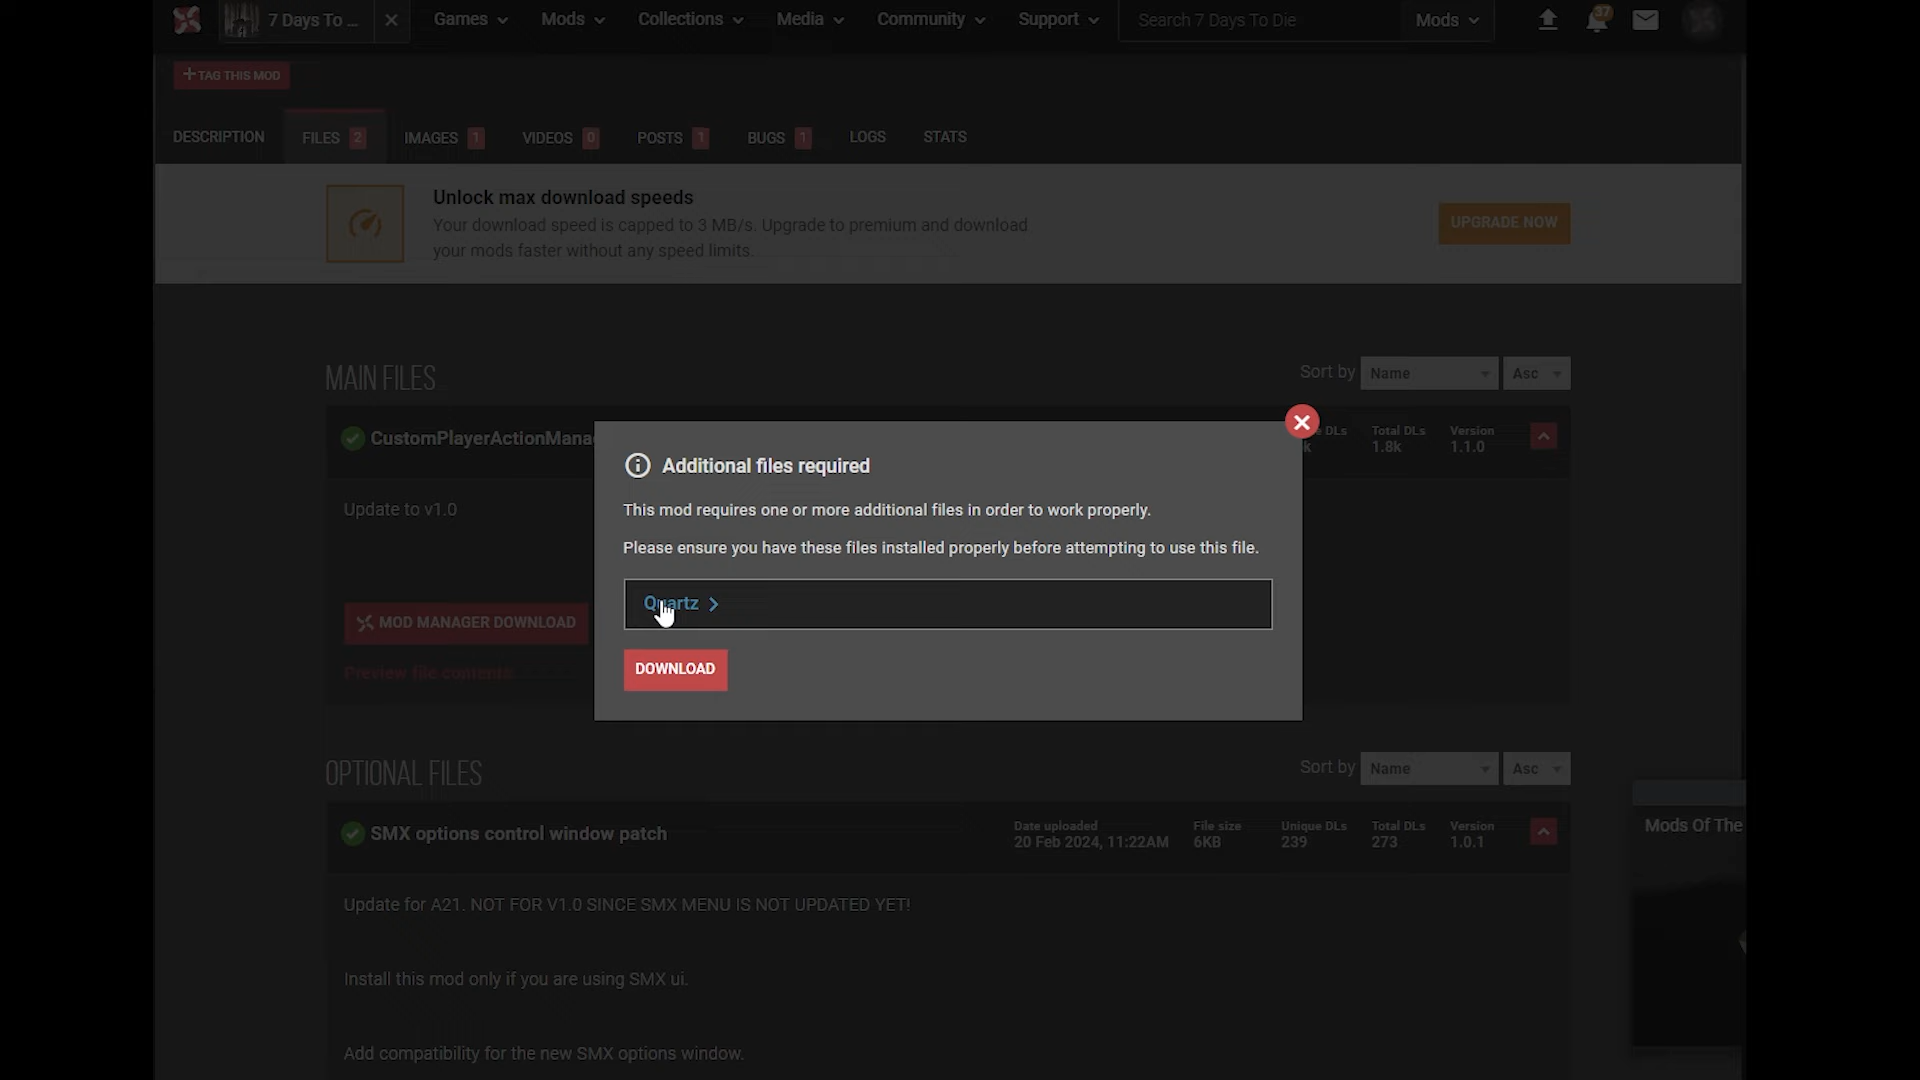 7 Days To ...
Games
Mods
Collections
Media
Community
Support
Search 7 Days To Die
Mods
37
TAG THIS MOD
DESCRIPTION
FILES 2
IMAGES 1
VIDEOS 0
POSTS 1
BUGS 1
LOGS
STATS
Unlock max download speeds
Your download speed is capped to 3 MB/s. Upgrade to premium and download
your mods faster without any speed limits.
UPGRADE NOW
MAIN FILES
Sort by Name Asc
CustomPlayerActionMana
DLs
k
Total DLs
1.8k
Version
1.1.0
Update to v1.0
MOD MANAGER DOWNLOAD
Preview file contents
Additional files required
This mod requires one or more additional files in order to work properly.
Please ensure you have these files installed properly before attempting to use this file.
Quartz
DOWNLOAD
OPTIONAL FILES
Sort by Name Asc
SMX options control window patch
Date uploaded
20 Feb 2024, 11:22AM
File size
6KB
Unique DLs
239
Total DLs
273
Version
1.0.1
Mods Of The
Update for A21. NOT FOR V1.0 SINCE SMX MENU IS NOT UPDATED YET!
Install this mod only if you are using SMX ui.
Add compatibility for the new SMX options window.